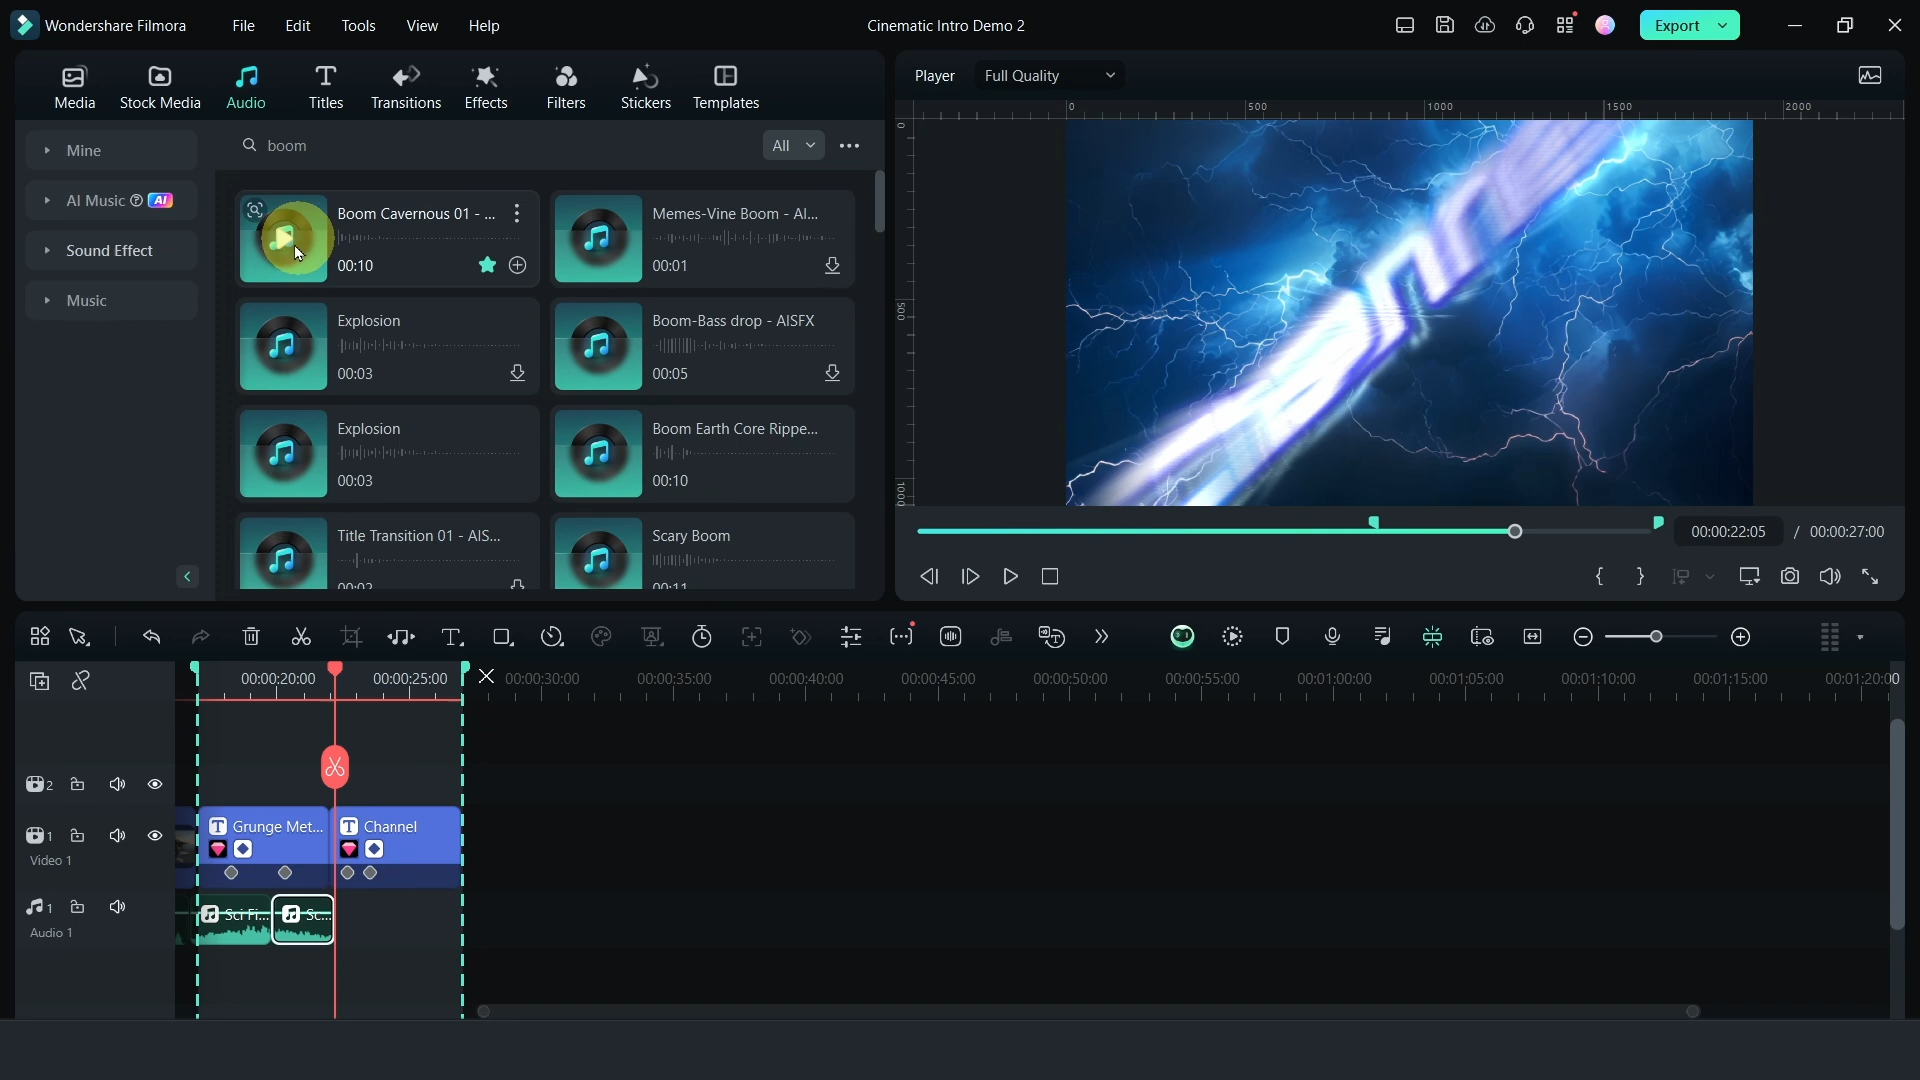 Wondershare Filmora
File
Edit
Tools
View
Help
Cinematic Intro Demo 2
Export
Media
Stock Media
Audio
Titles
Transitions
Effects
Filters
Stickers
Templates
Player
Full Quality
Mine
AI Music
AI
Sound Effect
Music
boom
All
Boom Cavernous 01 - ...
00:10
Memes-Vine Boom - AI...
00:01
Explosion
00:03
Boom-Bass drop - AISFX
00:05
Explosion
00:03
Boom Earth Core Rippe...
00:10
Title Transition 01 - AIS...
00:02
Scary Boom
00:11
0
500
1000
1500
2000
0
500
1000
00:00:22:05 / 00:00:27:00
00:00:20:00
00:00:25:00
00:00:30:00
00:00:35:00
00:00:40:00
00:00:45:00
00:00:50:00
00:00:55:00
00:01:00:00
00:01:05:00
00:01:10:00
00:01:15:00
00:01:20:00
2
1
Video 1
Grunge Met...
Channel
1
Audio 1
Sci Fi...
Sc...